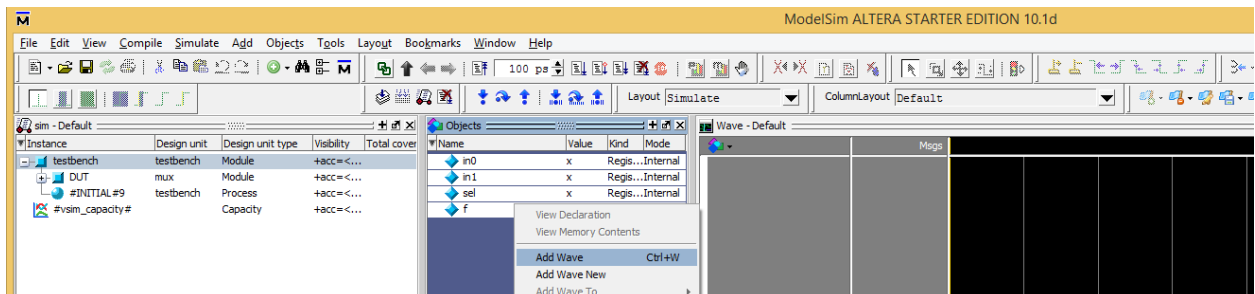 M
ModelSim ALTERA STARTER EDITION 10.1d
File Edit View Compile Simulate Add Objects Tools Layout Bookmarks Window Help
100 ps
Layout Simulate
ColumnLayout Default
sim - Default
Objects
Wave - Default
Instance Design unit Design unit type Visibility Total cover
testbench testbench Module +acc=<...
DUT mux Module +acc=<...
#INITIAL#9 testbench Process +acc=<...
#vsim_capacity# Capacity +acc=<...
Name Value Kind Mode
in0 x Regis...Internal
in1 x Regis...Internal
sel x Regis...Internal
f
View Declaration
View Memory Contents
Add Wave Ctrl+W
Add Wave New
Add Wave To
Msgs